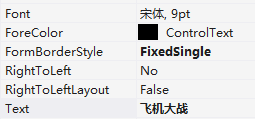 Font 宋体, 9pt
ForeColor ControlText
FormBorderStyle FixedSingle
RightToLeft No
RightToLeftLayout False
Text 飞机大战